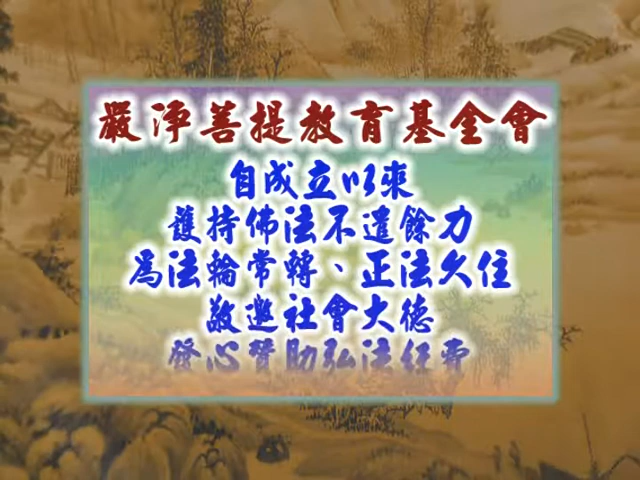 嚴淨菩提教育基金會
自成立以來
護持佛法不遺餘力
為法輪常轉、正法久住
敬邀社會大德
發心贊助弘法經費